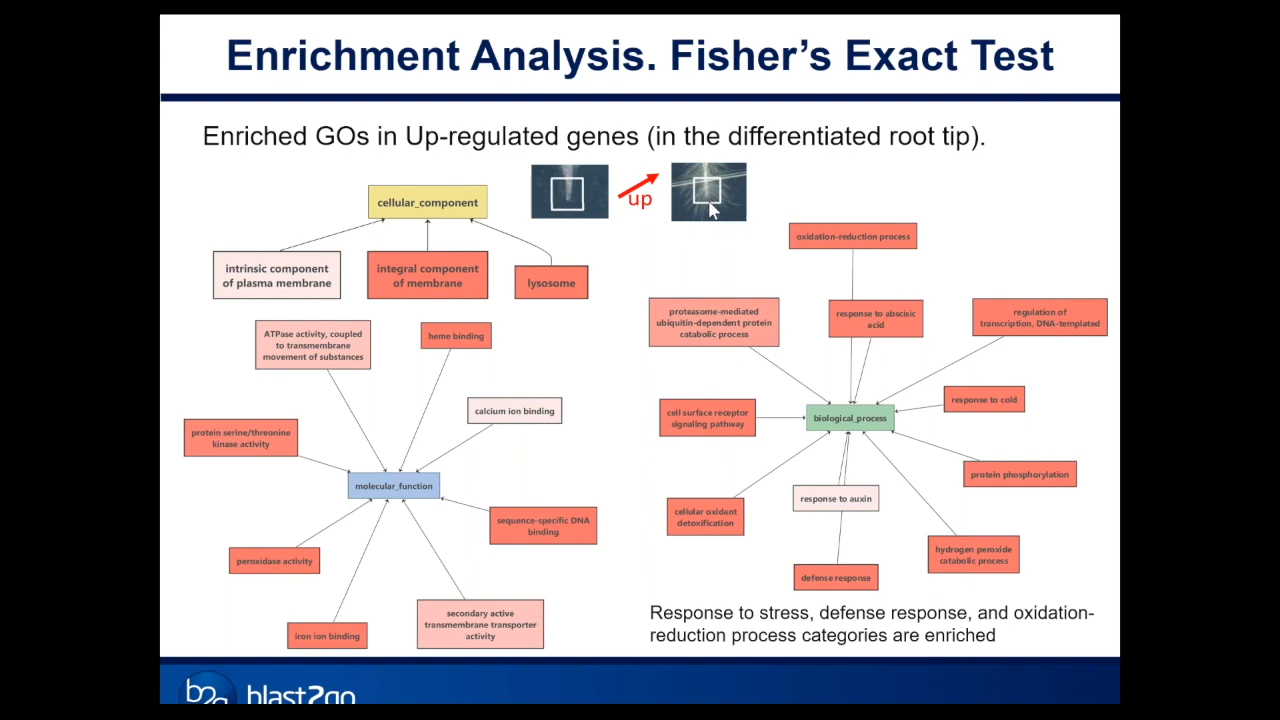 Enrichment Analysis. Fisher's Exact Test
Enriched GOs in Up-regulated genes (in the differentiated root tip).
up
cellular_component
intrinsic component
of plasma membrane
integral component
of membrane
lysosome
ATPase activity, coupled
to transmembrane
movement of substances
heme binding
calcium ion binding
protein serine/threonine
kinase activity
molecular_function
sequence-specific DNA
binding
peroxidase activity
iron ion binding
secondary active
transmembrane transporter
activity
oxidation-reduction process
proteasome-mediated
ubiquitin-dependent protein
catabolic process
response to abscisic
acid
regulation of
transcription, DNA-templated
response to cold
cell surface receptor
signaling pathway
biological_process
protein phosphorylation
response to auxin
cellular oxidant
detoxification
hydrogen peroxide
catabolic process
defense response
Response to stress, defense response, and oxidation-
reduction process categories are enriched
b2g
blast2go